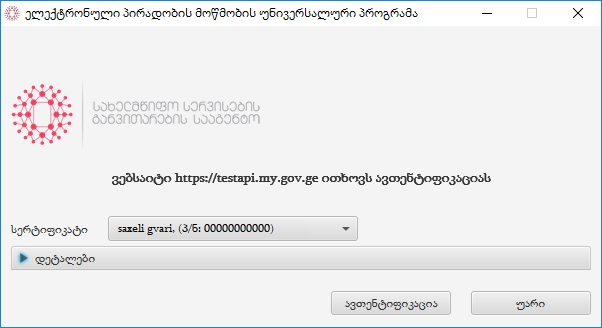 ელექტრონული პირადობის მოწმობის უნივერსალური პროგრამა
სახელმწიფო სერვისების
განვითარების სააგენტო
ვებსაიტი https://testapi.my.gov.ge ითხოვს ავთენტიფიკაციას
სერტიფიკატი
saxeli gvari, (პ/ნ: 00000000000)
დეტალები
ავთენტიფიკაცია
უარი